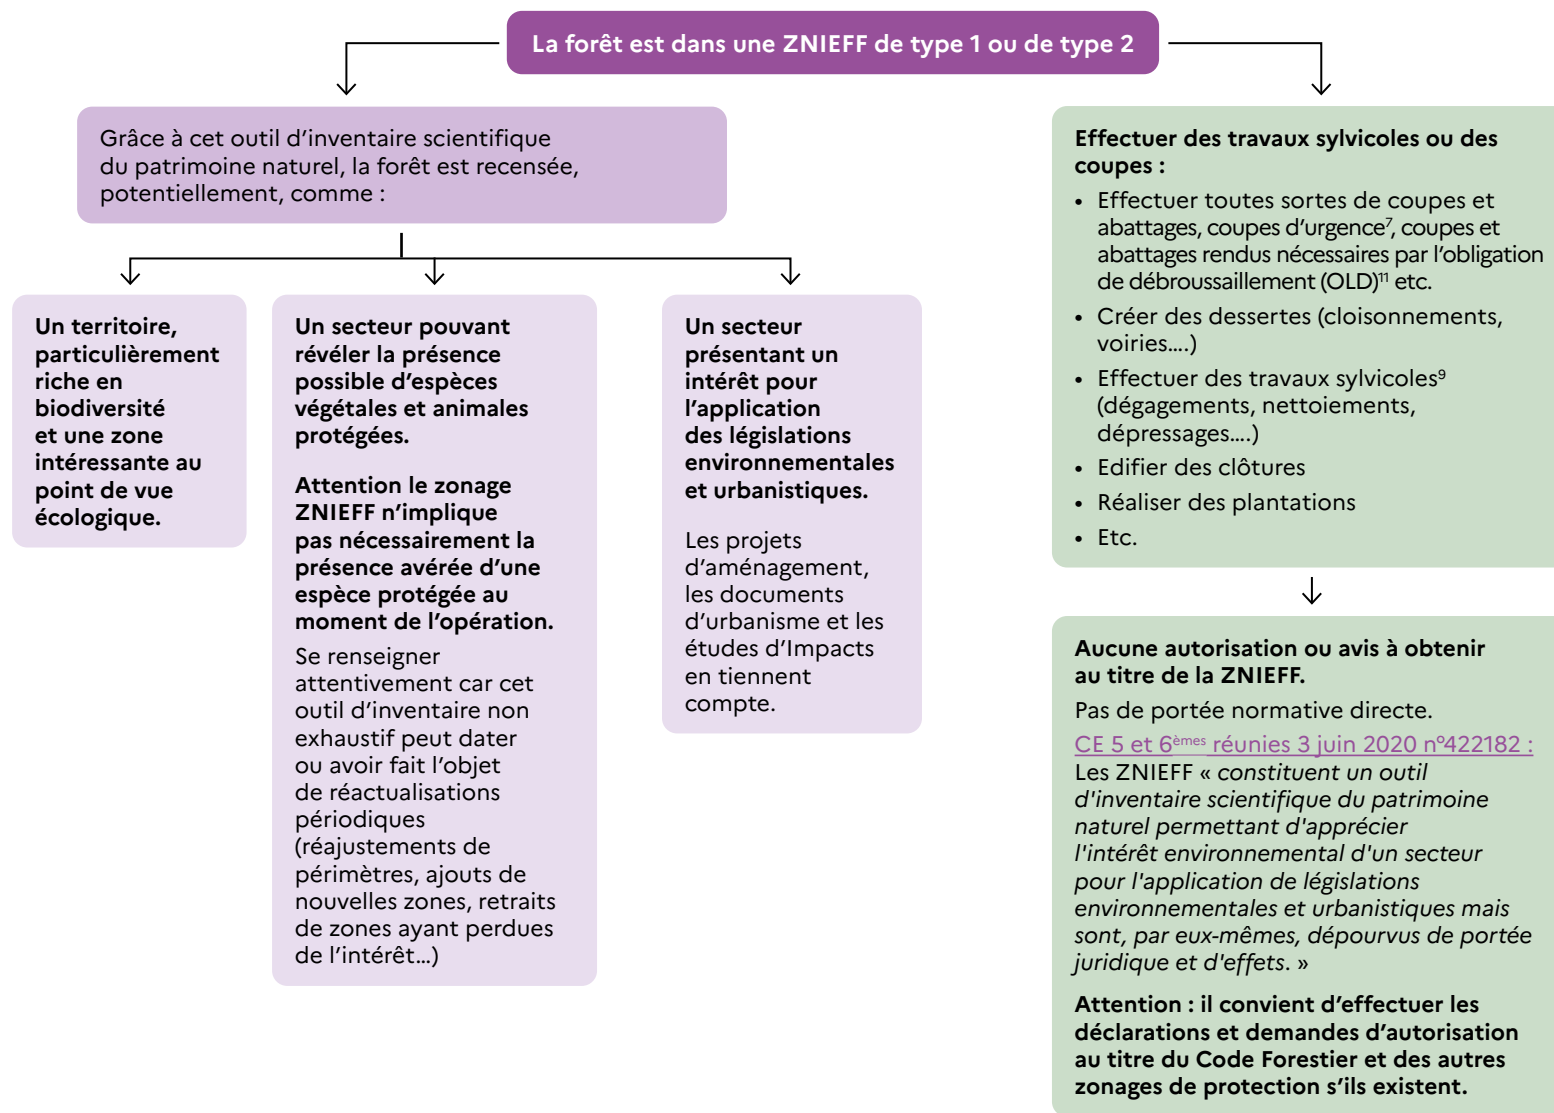 La forêt est dans une ZNIEFF de type 1 ou de type 2
Grâce à cet outil d'inventaire scientifique
du patrimoine naturel, la forêt est recensée,
potentiellement, comme :
Un territoire,
particulièrement
riche en
biodiversité
et une zone
intéressante au
point de vue
écologique.
Un secteur pouvant
révéler la présence
possible d'espèces
végétales et animales
protégées.
Attention le zonage
ZNIEFF n'implique
pas nécessairement la
présence avérée d'une
espèce protégée au
moment de l'opération.
Se renseigner
attentivement car cet
outil d'inventaire non
exhaustif peut dater
ou avoir fait l'objet
de réactualisations
périodiques
(réajustements de
périmètres, ajouts de
nouvelles zones, retraits
de zones ayant perdues
de l'intérêt…)
Un secteur
présentant un
intérêt pour
l'application
des législations
environnementales
et urbanistiques.
Les projets
d'aménagement,
les documents
d'urbanisme et les
études d'Impacts
en tiennent
compte.
Effectuer des travaux sylvicoles ou des
coupes :
• Effectuer toutes sortes de coupes et
abattages, coupes d'urgence⁷, coupes et
abattages rendus nécessaires par l'obligation
de débroussaillement (OLD)¹¹ etc.
• Créer des dessertes (cloisonnements,
voiries….)
• Effectuer des travaux sylvicoles⁹
(dégagements, nettoiements,
dépressages….)
• Edifier des clôtures
• Réaliser des plantations
• Etc.
Aucune autorisation ou avis à obtenir
au titre de la ZNIEFF.
Pas de portée normative directe.
CE 5 et 6èmes réunies 3 juin 2020 n°422182 :
Les ZNIEFF « constituent un outil
d'inventaire scientifique du patrimoine
naturel permettant d'apprécier
l'intérêt environnemental d'un secteur
pour l'application de législations
environnementales et urbanistiques mais
sont, par eux-mêmes, dépourvus de portée
juridique et d'effets. »
Attention : il convient d'effectuer les
déclarations et demandes d'autorisation
au titre du Code Forestier et des autres
zonages de protection s'ils existent.